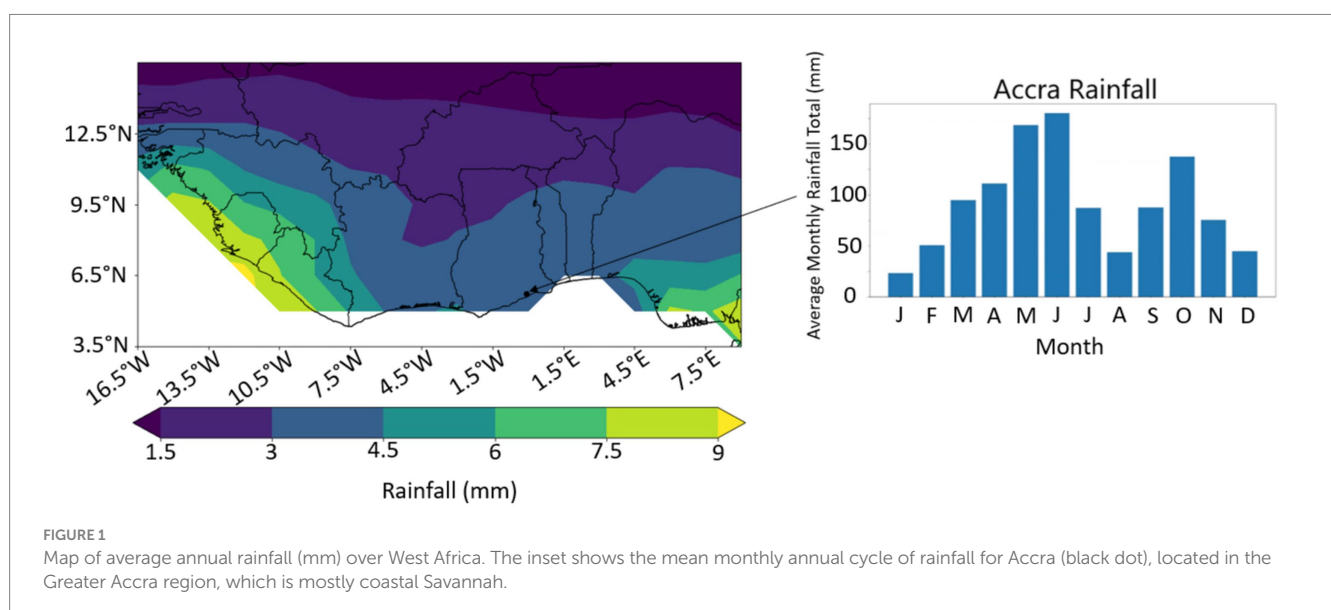 12.5°N
9.5°N
6.5°N
3.5°N
16.5°W
13.5°W
10.5°W
7.5°W
4.5°W
1.5°W
1.5°E
4.5°E
7.5°E
1.5
3
4.5
6
7.5
9
Rainfall (mm)
Accra Rainfall
Average Monthly Rainfall Total (mm)
150
100
50
0
J F M A M J J A S O N D
Month
FIGURE 1
Map of average annual rainfall (mm) over West Africa. The inset shows the mean monthly annual cycle of rainfall for Accra (black dot), located in the
Greater Accra region, which is mostly coastal Savannah.